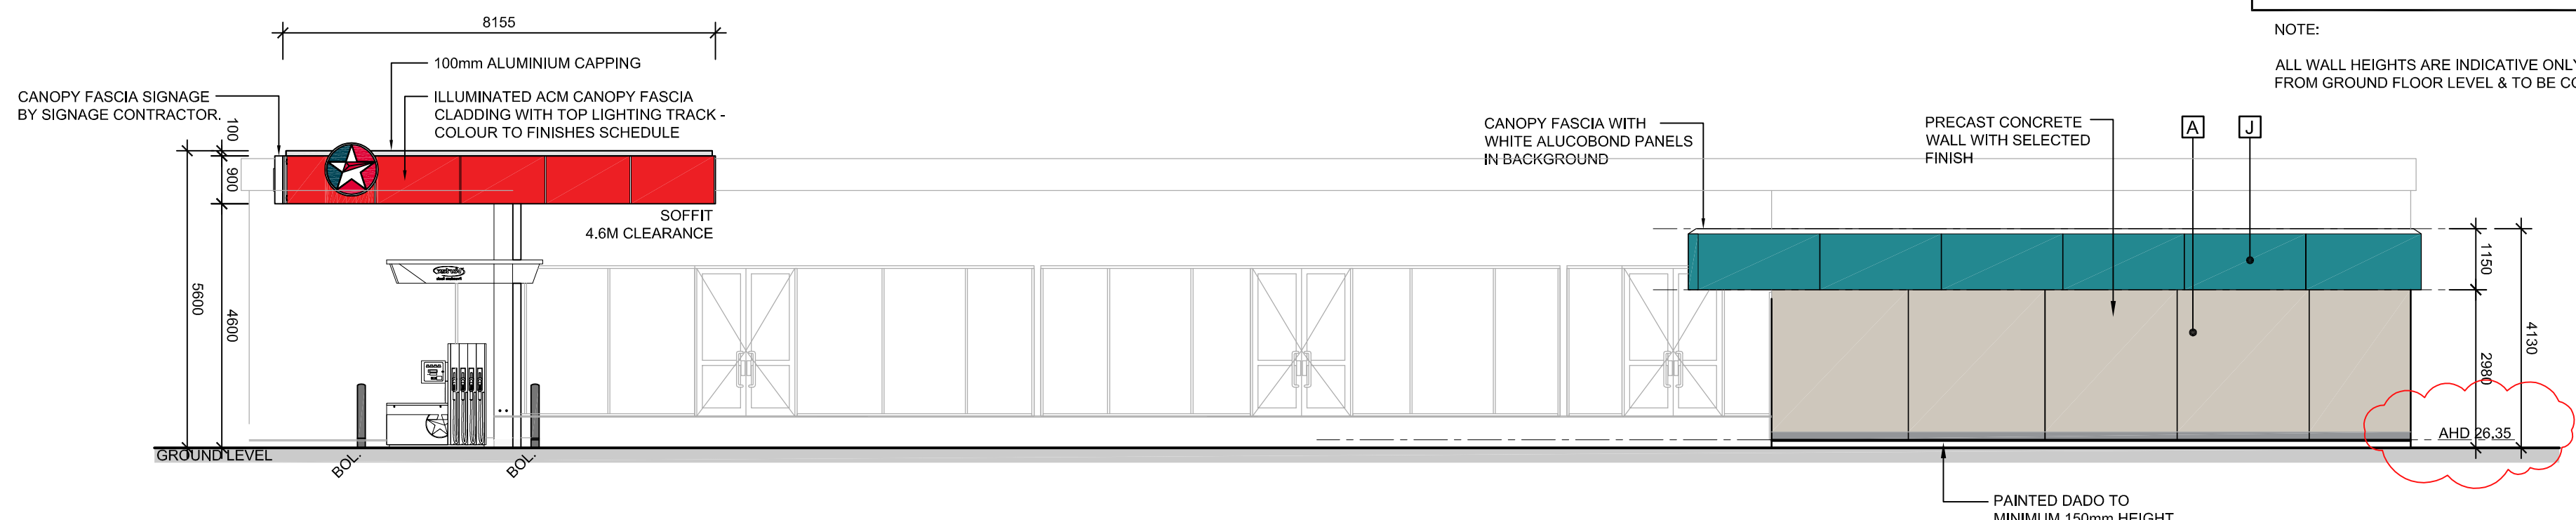 8155
100mm ALUMINIUM CAPPING
CANOPY FASCIA SIGNAGE
BY SIGNAGE CONTRACTOR.
ILLUMINATED ACM CANOPY FASCIA
CLADDING WITH TOP LIGHTING TRACK -
COLOUR TO FINISHES SCHEDULE
100
900
5600
4600
SOFFIT
4.6M CLEARANCE
GROUND LEVEL
BOL.
BOL.
CANOPY FASCIA WITH
WHITE ALUCOBOND PANELS
IN BACKGROUND
PRECAST CONCRETE
WALL WITH SELECTED
FINISH
A
J
NOTE:
ALL WALL HEIGHTS ARE INDICATIVE ONLY
FROM GROUND FLOOR LEVEL & TO BE CO
1150
4130
2980
AHD 26,35
PAINTED DADO TO
MINIMUM 150mm HEIGHT